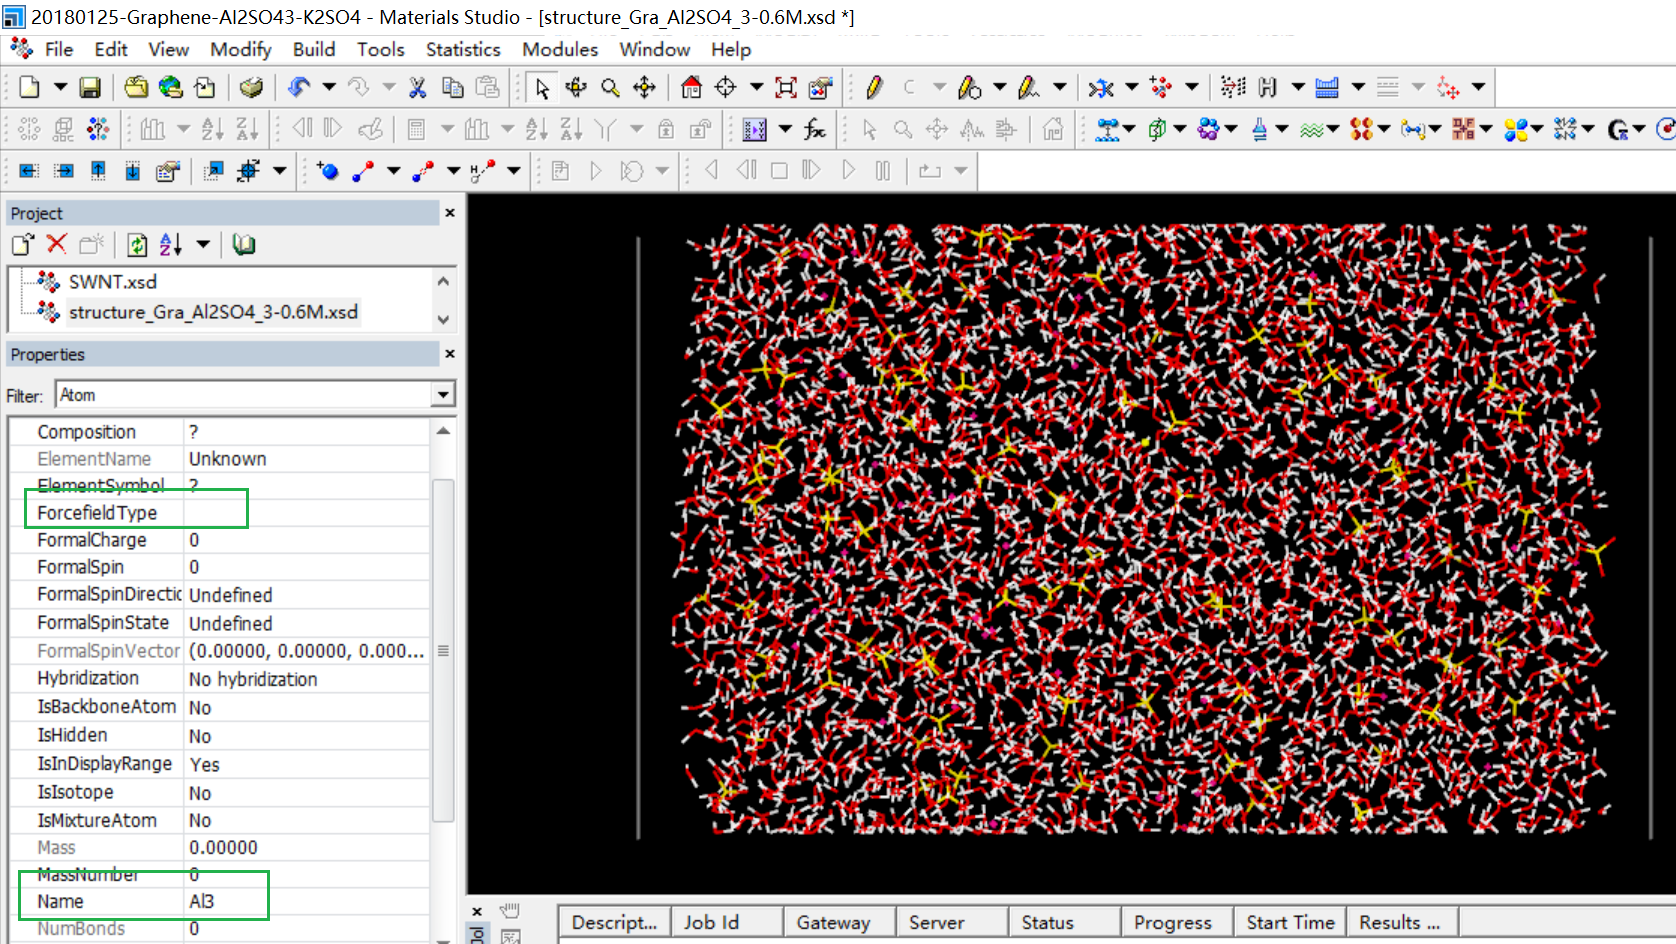 20180125-Graphene-Al2SO43-K2SO4 - Materials Studio - [structure_Gra_Al2SO4_3-0.6M.xsd *]
File Edit View Modify Build Tools Statistics Modules Window Help
Project
SWNT.xsd
structure_Gra_Al2SO4_3-0.6M.xsd
Properties
Filter: Atom
Composition ?
ElementName Unknown
ElementSymbol ?
ForcefieldType
FormalCharge 0
FormalSpin 0
FormalSpinDirectic Undefined
FormalSpinState Undefined
FormalSpinVector (0.00000, 0.00000, 0.000...
Hybridization No hybridization
IsBackboneAtom No
IsHidden No
IsInDisplayRange Yes
IsIsotope No
IsMixtureAtom No
Mass 0.00000
MassNumber 0
Name Al3
NumBonds 0
Descript... Job Id Gateway Server Status Progress Start Time Results ...